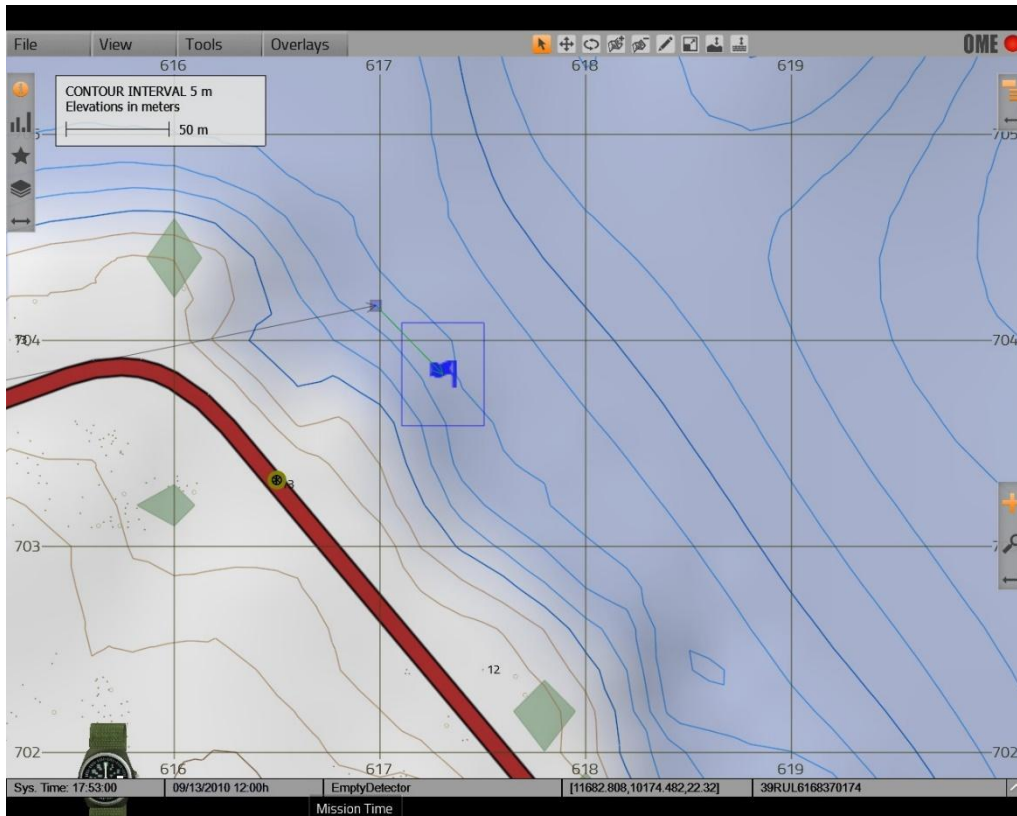 File View Tools Overlays OME
616 617 618 619
CONTOUR INTERVAL 5 m
Elevations in meters
50 m
705
704 704
703
12
702 702
616 617 618 619
Sys. Time: 17:53:00 09/13/2010 12:00h EmptyDetector [11682.808,10174.482,22.32] 39RUL6168370174
Mission Time